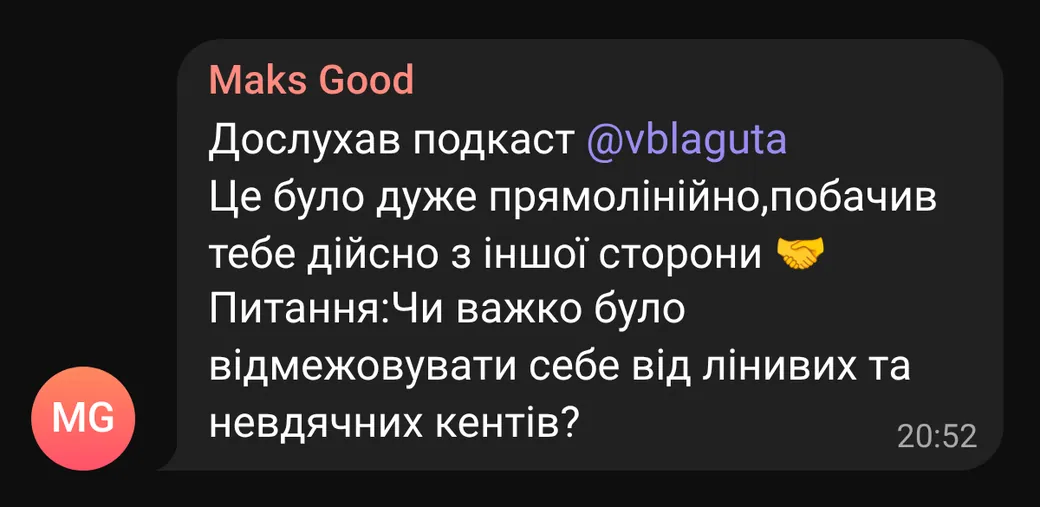 Maks Good
Дослухав подкаст @vblaguta
Це було дуже прямолінійно,побачив
тебе дійсно з іншої сторони 🤝
Питання:Чи важко було
відмежовувати себе від лінивих та
невдячних кентів?
20:52
MG